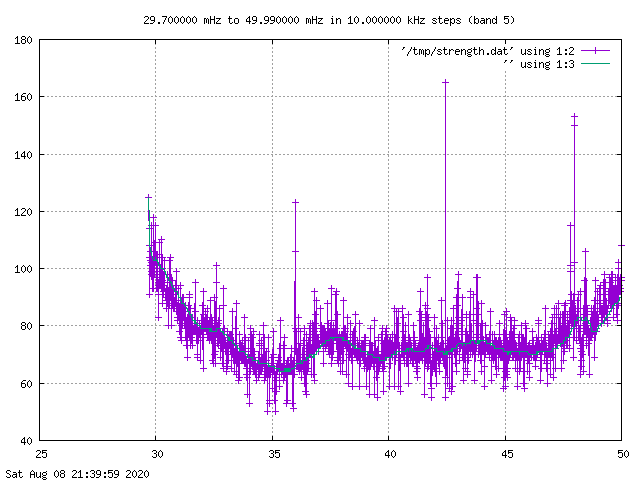 29.700000 mHz to 49.990000 mHz in 10.000000 kHz steps (band 5)
'/tmp/strength.dat' using 1:2
'' using 1:3
180
160
140
120
100
80
60
40
25 30 35 40 45 50
Sat Aug 08 21:39:59 2020